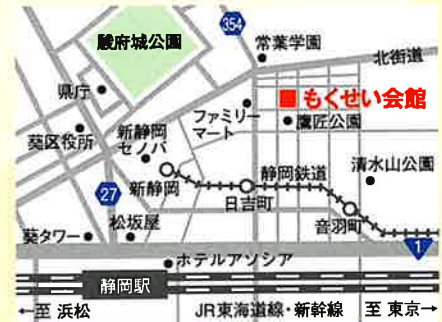 駿府城公園
354
常葉学園
北街道
県庁
ファミリー
マート
もくせい会館
鷹匠公園
葵区役所
新静岡
セノバ
清水山公園
新静岡
静岡鉄道
日吉町
音羽町
27
松坂屋
葵タワー
1
ホテルアソシア
静岡駅
←至 浜松
JR東海道線・新幹線
至 東京→